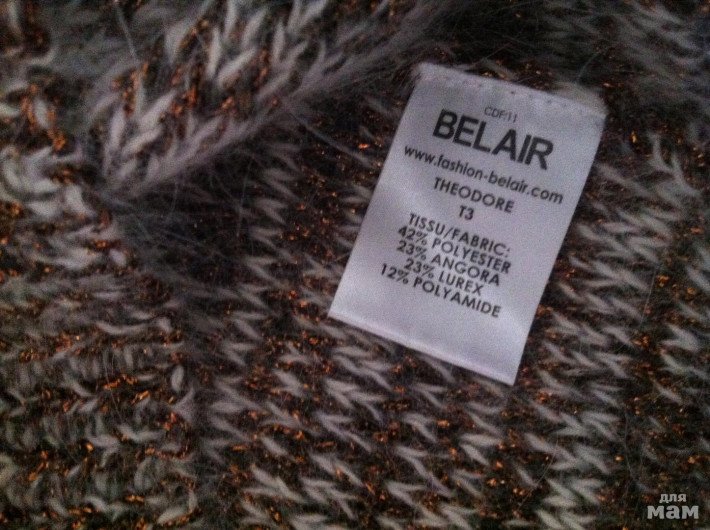 CDF11
BELAIR
www.fashion-belair.com
THEODORE
T3
TISSU/FABRIC:
42% POLYESTER
23% ANGORA
23% LUREX
12% POLYAMIDE
для
мам